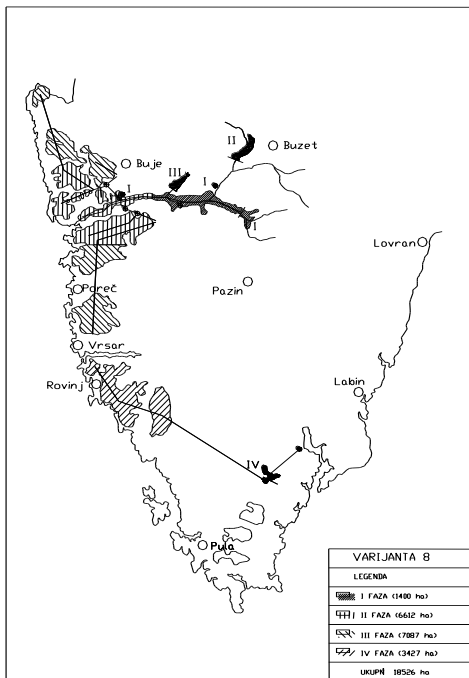 II
Buzet
Buje
III
I
I
I
Lovran
Pazin
Poreč
Vrsar
Labin
Rovinj
IV
Pula
VARIJANTA 8
LEGENDA
I FAZA (1400 ha)
II FAZA (6612 ha)
III FAZA (7087 ha)
IV FAZA (3427 ha)
UKUPN 18526 ha